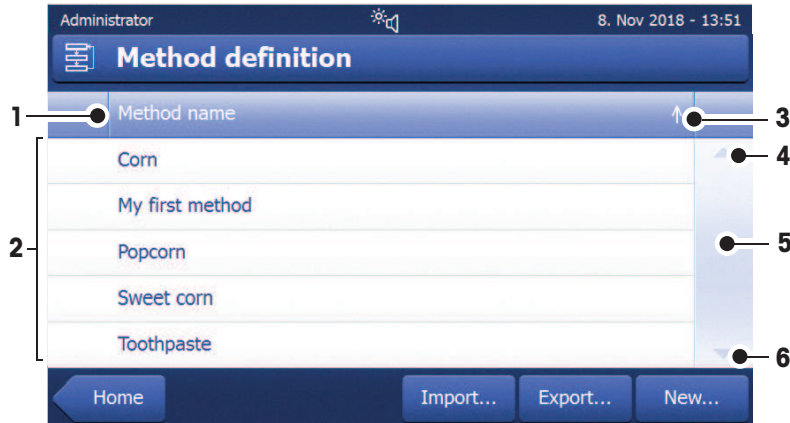 Administrator 8. Nov 2018 - 13:51
Method definition
1 Method name 3
4
Corn
My first method
2 Popcorn 5
Sweet corn
Toothpaste 6
Home Import... Export... New...